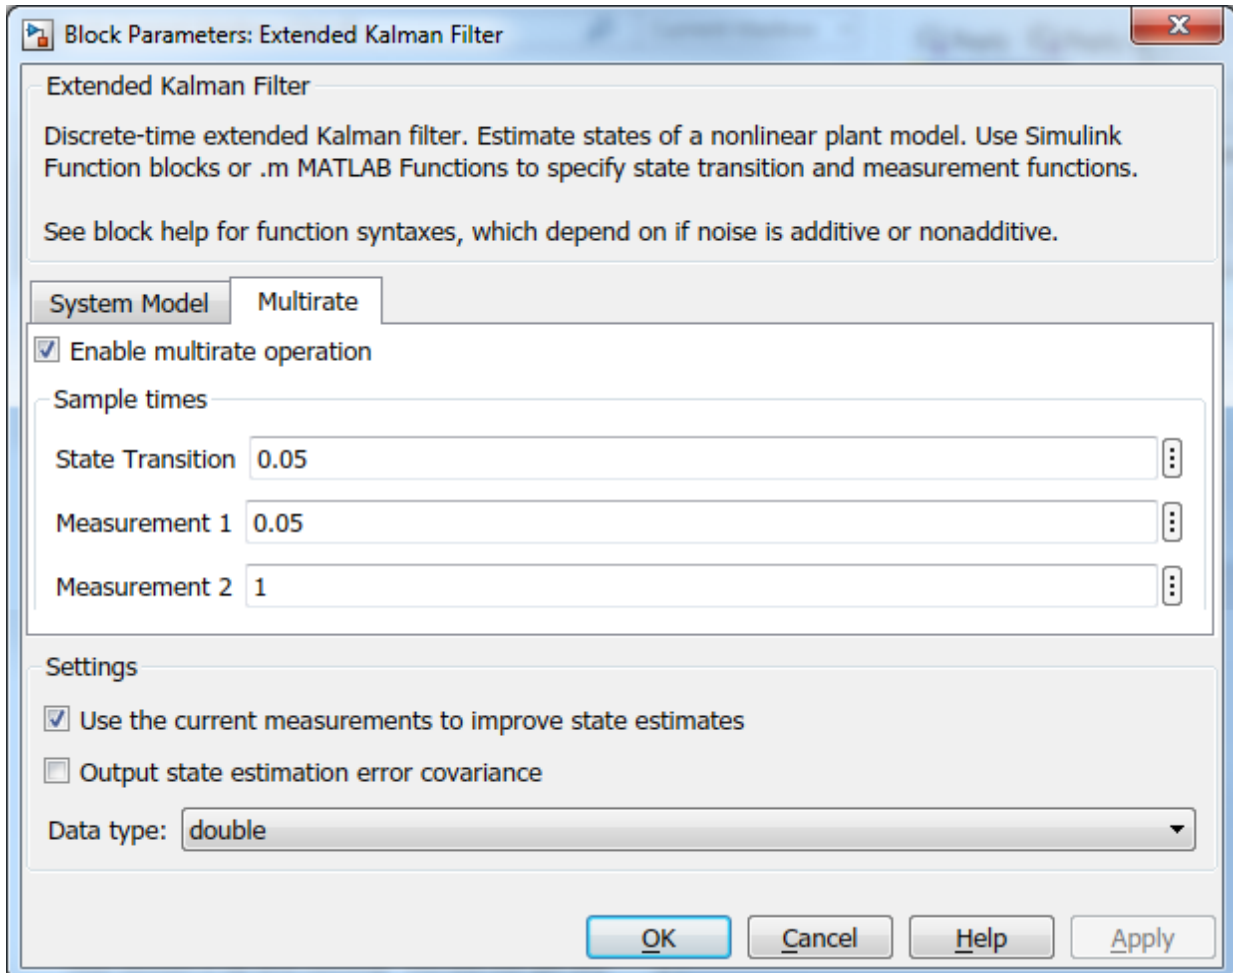 Block Parameters: Extended Kalman Filter
Extended Kalman Filter
Discrete-time extended Kalman filter. Estimate states of a nonlinear plant model. Use Simulink
Function blocks or .m MATLAB Functions to specify state transition and measurement functions.
See block help for function syntaxes, which depend on if noise is additive or nonadditive.
System Model Multirate
Enable multirate operation
Sample times
State Transition 0.05
Measurement 1 0.05
Measurement 2 1
Settings
Use the current measurements to improve state estimates
Output state estimation error covariance
Data type: double
OK Cancel Help Apply